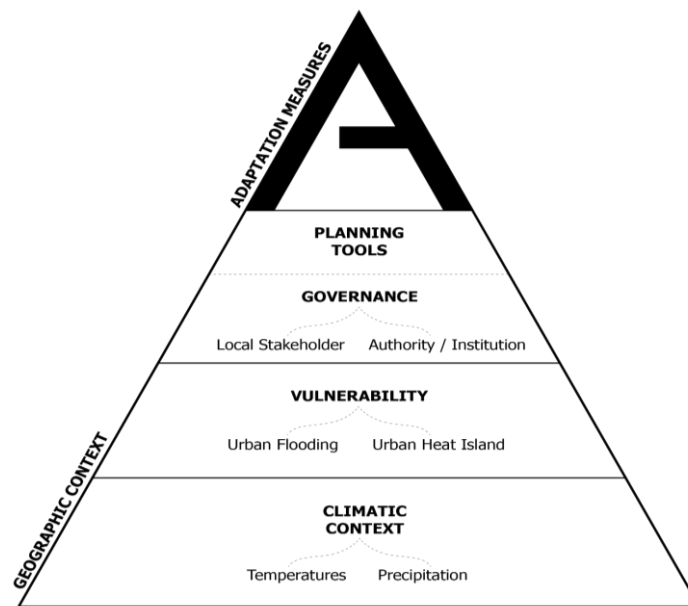 ADAPTATION MEASURES
PLANNING
TOOLS
GOVERNANCE
Local Stakeholder Authority / Institution
VULNERABILITY
Urban Flooding Urban Heat Island
GEOGRAPHIC CONTEXT
CLIMATIC
CONTEXT
Temperatures Precipitation